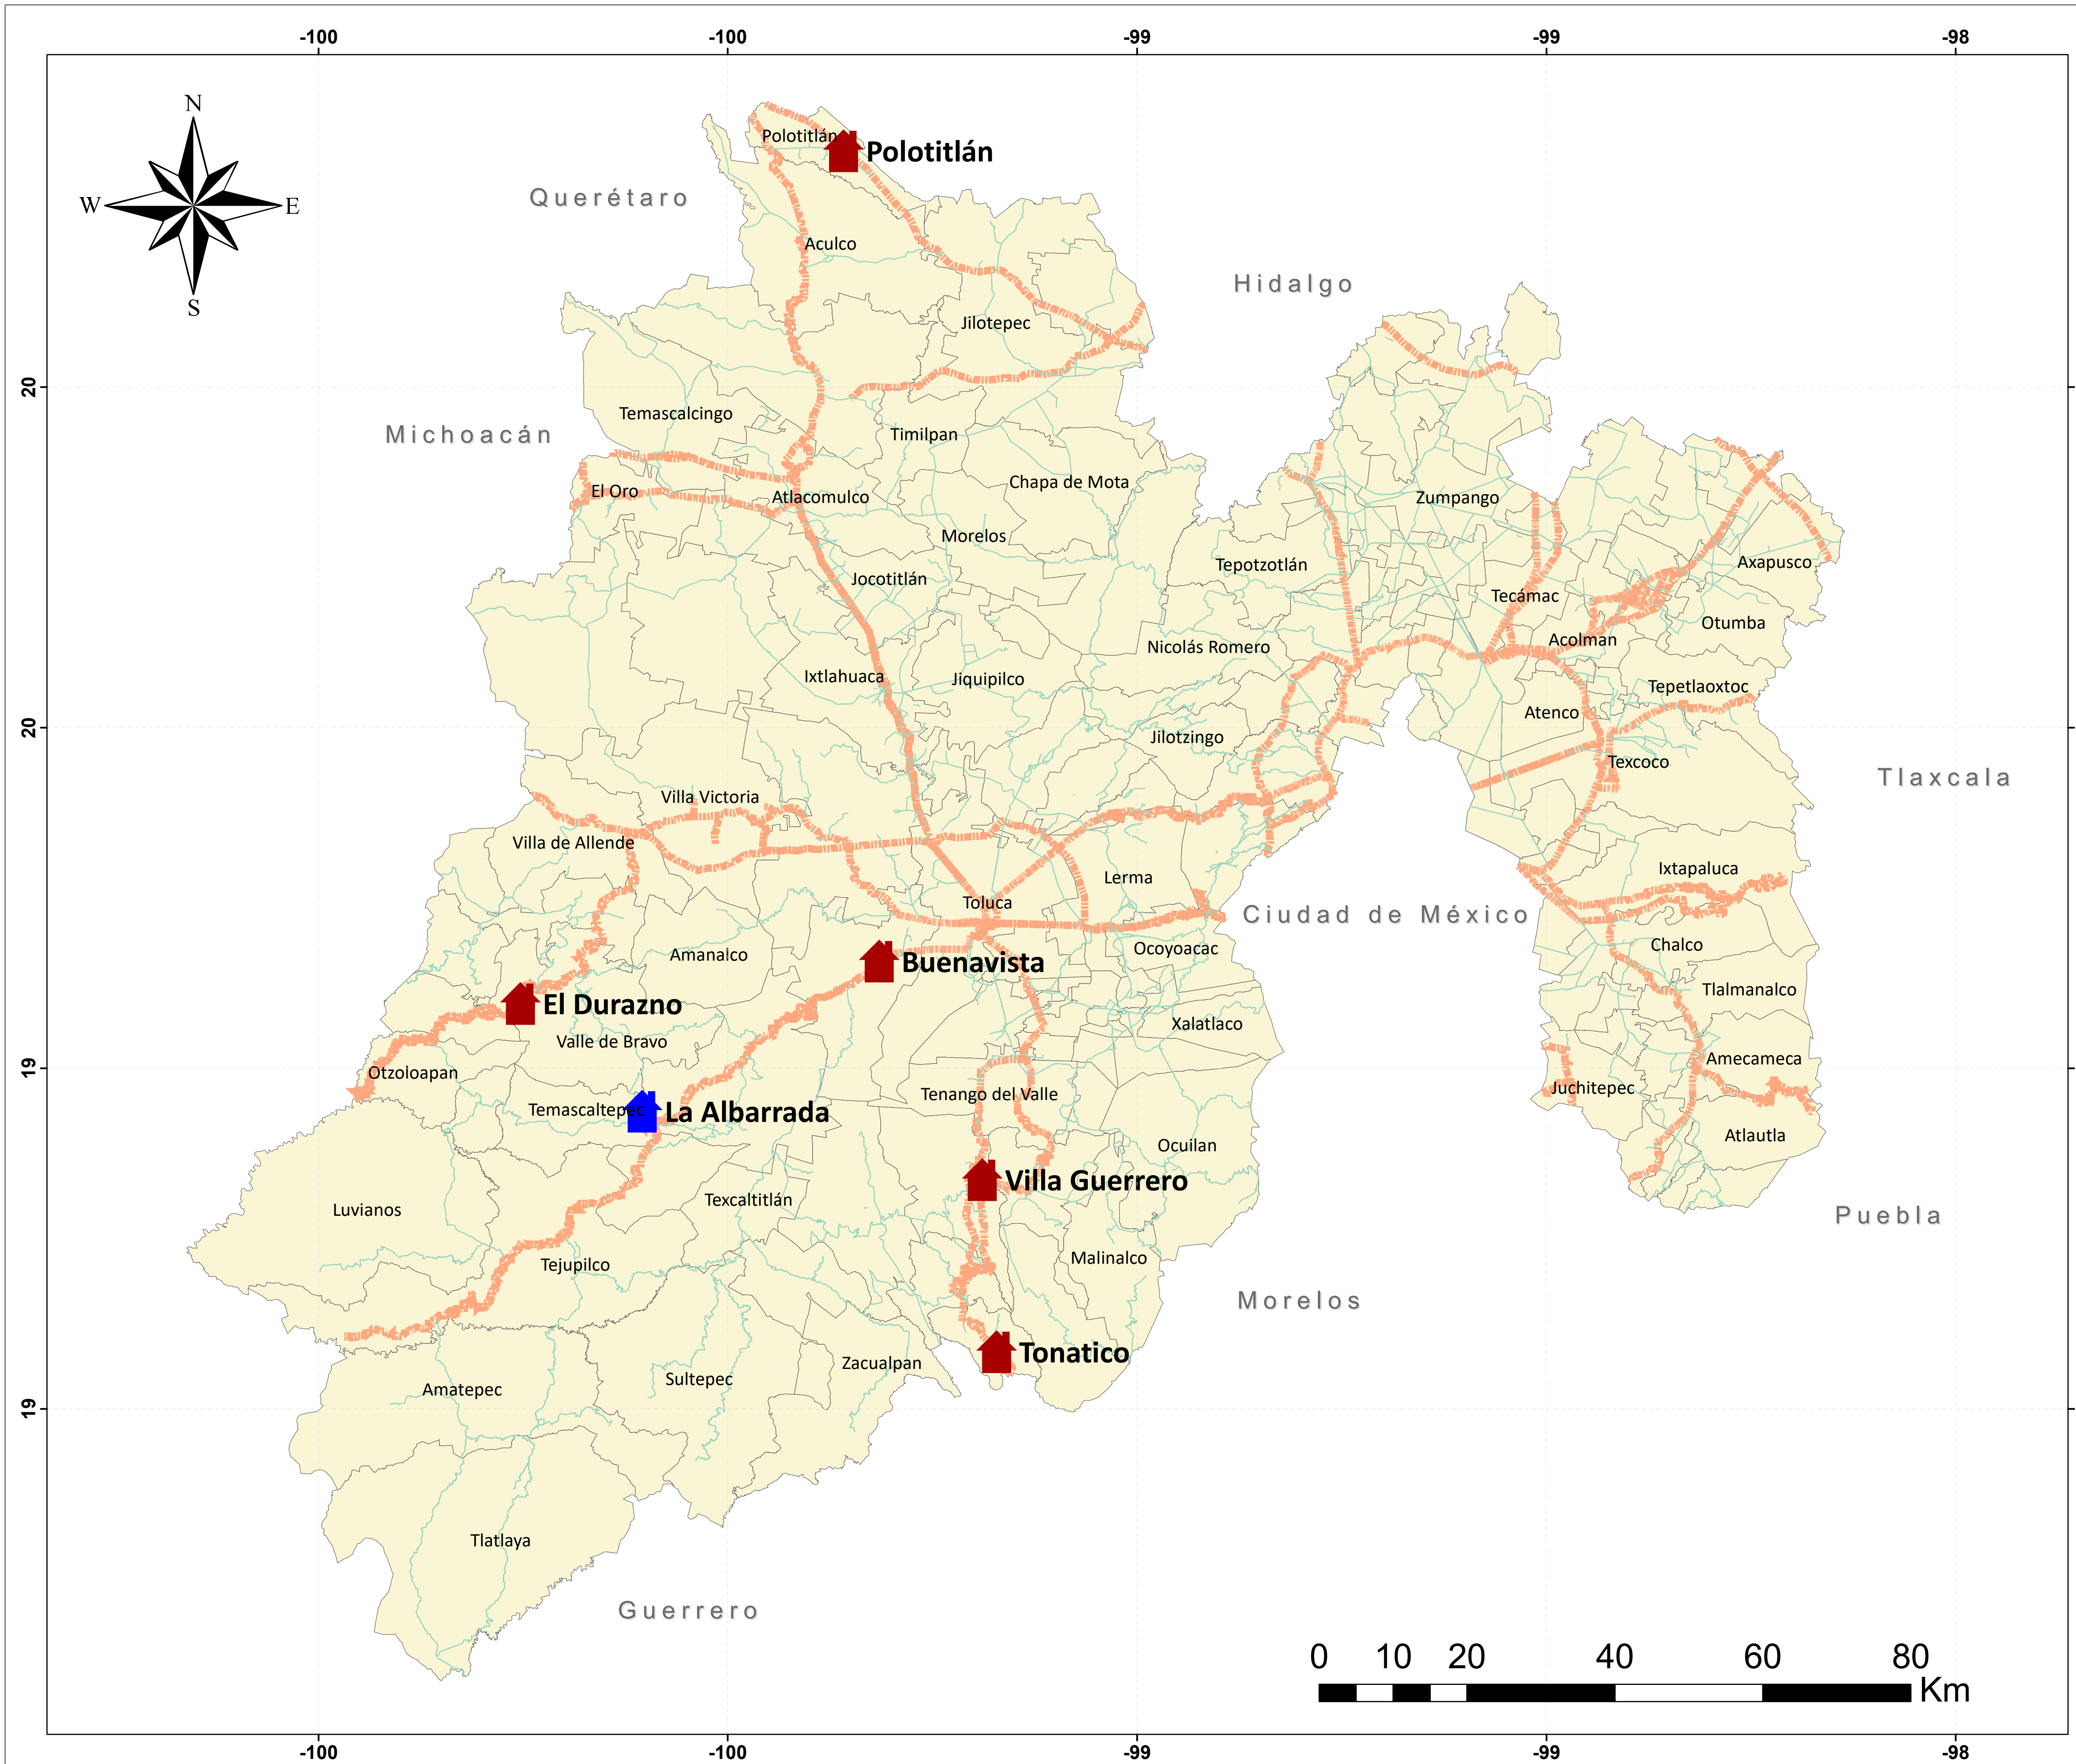 -100 -100 -99 -99 -98
N
Polotitlán
Polotitlán
Querétaro
W E
Aculco
Hidalgo
S
Jilotepec
20
Temascalcingo
Michoacán
Timilpan
Chapa de Mota
El Oro
Atlacomulco
Zumpango
Morelos
Tepotzotlán
Axapusco
Jocotitlán
Tecámac
Otumba
Acolman
Nicolás Romero
Ixtlahuaca
Jiquipilco
Tepetlaoxtoc
Atenco
20
Jilotzingo
Texcoco
Tlaxcala
Villa Victoria
Villa de Allende
Ixtapaluca
Lerma
Toluca
Ciudad de México
Chalco
Ocoyoacac
Amanalco
Buenavista
Tlalmanalco
El Durazno
Xalatlaco
Valle de Bravo
Amecameca
19
Otzoloapan
Juchitepec
Tenango del Valle
Temascaltepec
La Albarrada
Atlautla
Ocuilan
Villa Guerrero
Texcaltitlán
Luvianos
Puebla
Malinalco
Tejupilco
Morelos
Tonatico
Zacualpan
Sultepec
Amatepec
19
Tlatlaya
Guerrero
0 10 20 40 60 80
Km
-100 -100 -99 -99 -98